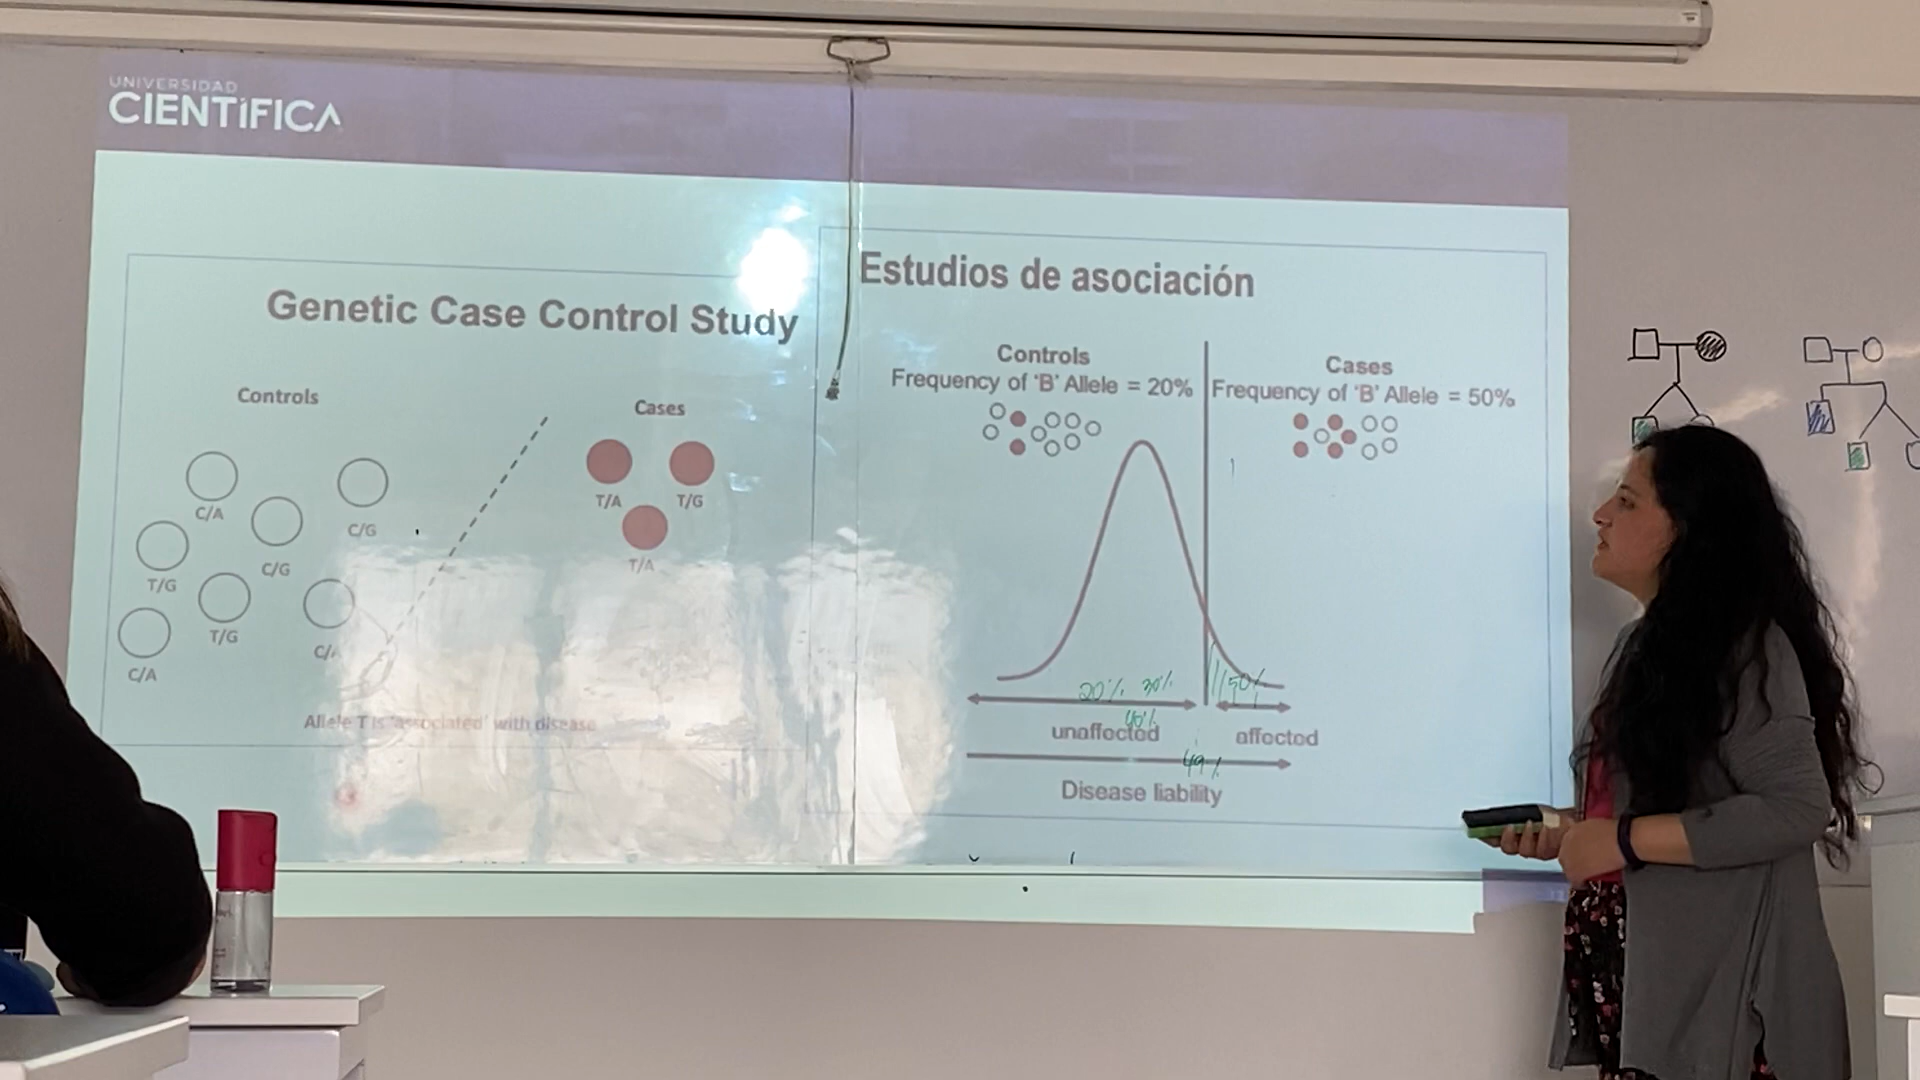 UNIVERSIDAD
CIENTÍFICA
Genetic Case Control Study
Controls
Cases
C/A
C/G
T/G
C/G
T/G
C/A
T/A
T/G
T/A
Allele T is 'associated' with disease
Estudios de asociación
Controls
Frequency of 'B' Allele = 20%
Cases
Frequency of 'B' Allele = 50%
20% 30%
50%
40%
unaffected
affected
49%
Disease liability